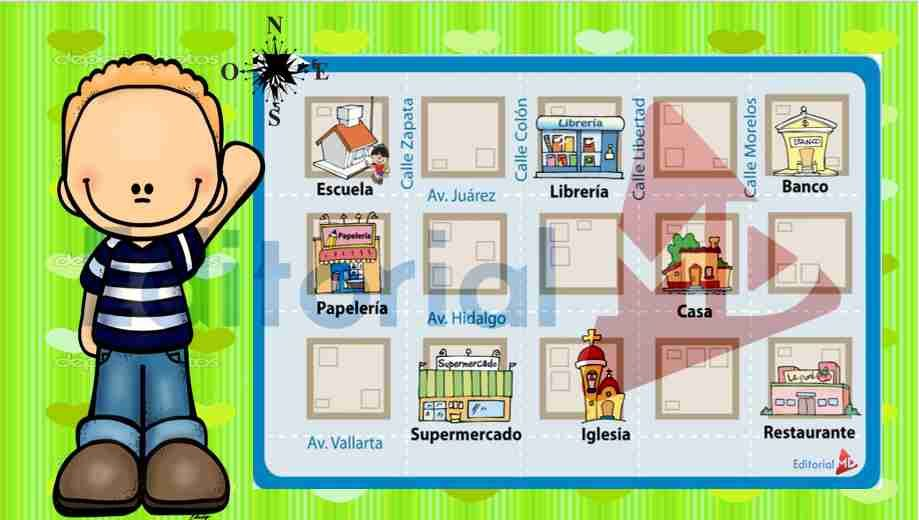 N
O
E
S
Calle Zapata
Calle Colón
Calle Libertad
Calle Morelos
Librería
BANCO
Escuela
Av. Juárez
Librería
Banco
Papelería
Papelería
Av. Hidalgo
Casa
Supermercado
Supermercado
Iglesia
Restaurante
Av. Vallarta
Editorial MD
Editorial MD